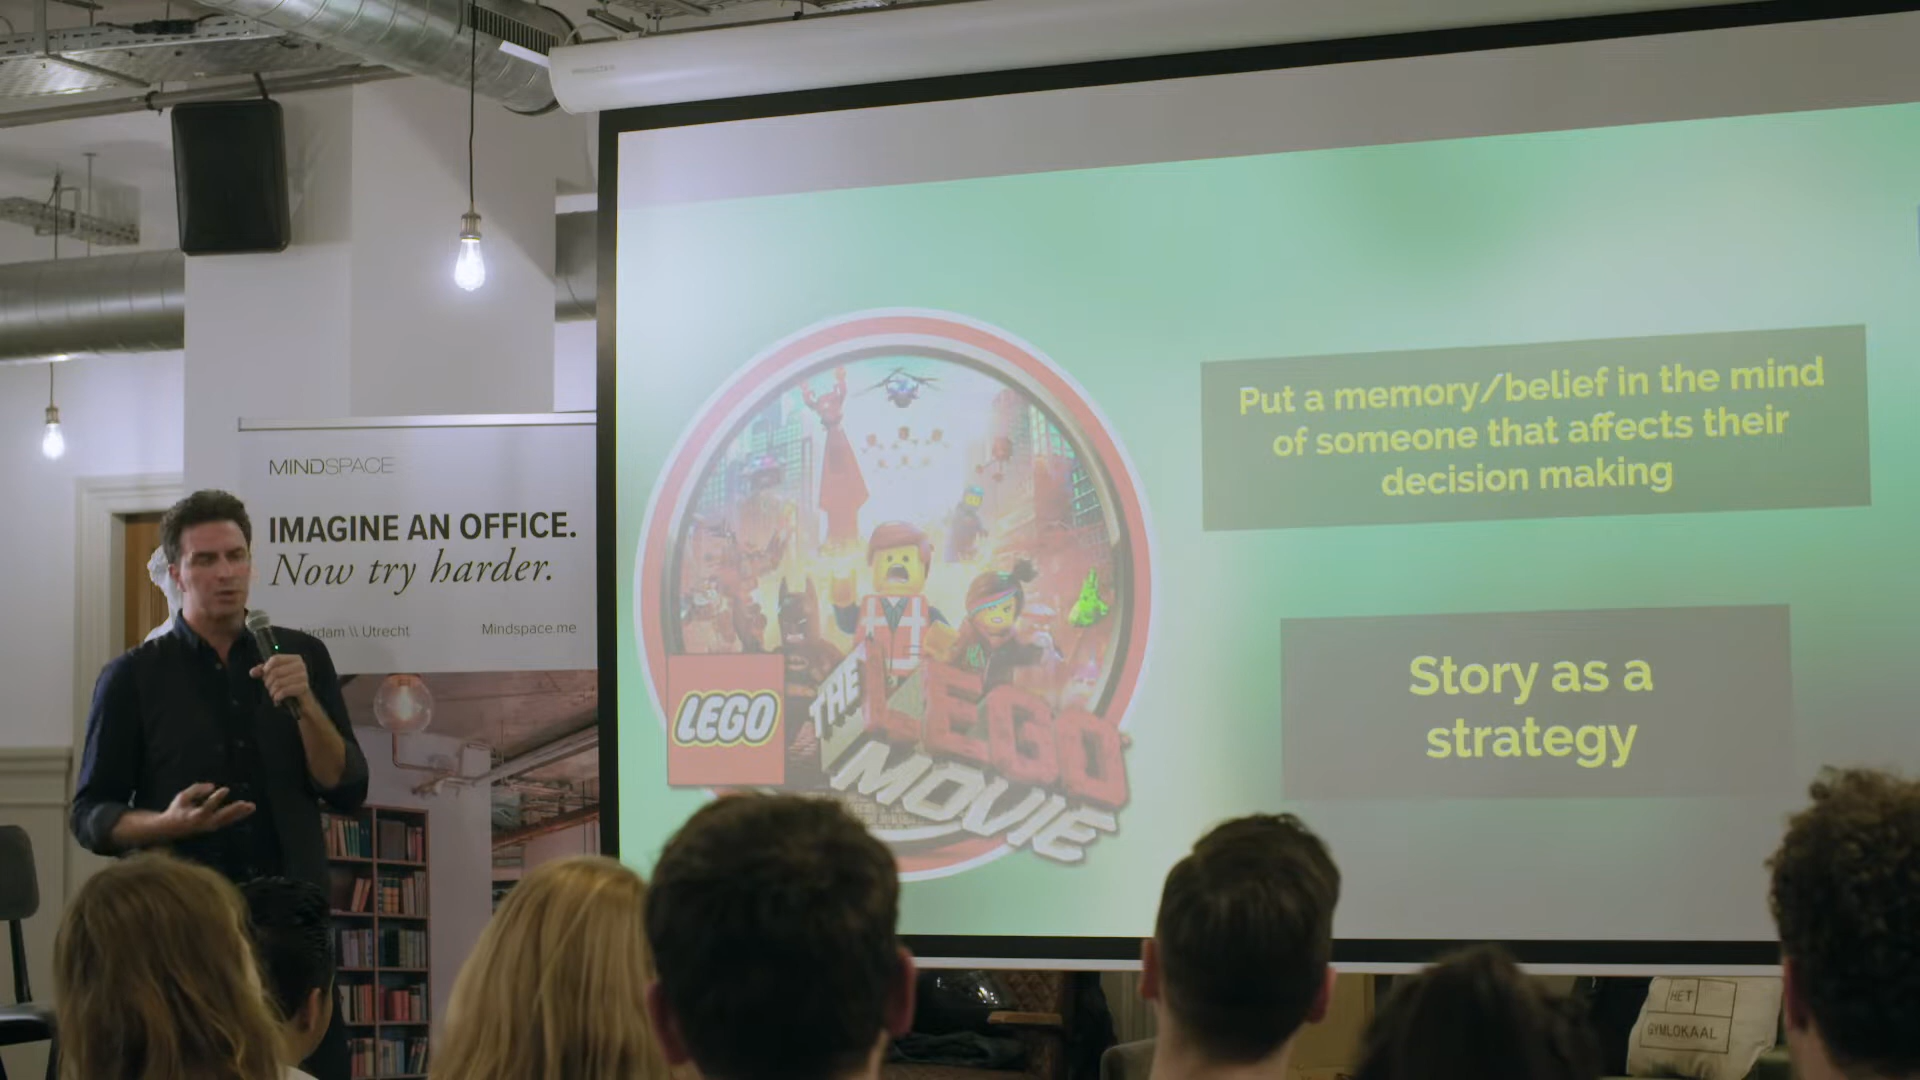 MINDSPACE
IMAGINE AN OFFICE.
Now try harder.
\\ Utrecht
Mindspace.me
LEGO
THE
LEGO
MOVIE
Put a memory/belief in the mind
of someone that affects their
decision making
Story as a
strategy
HET
GYMLOKAAL